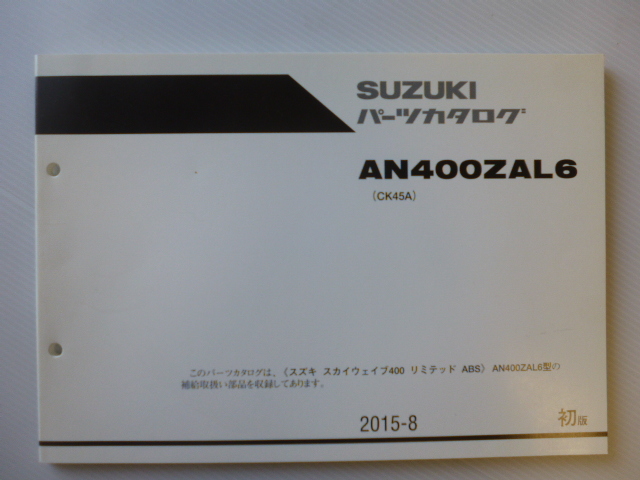 SUZUKI
パーツカタログ
AN400ZAL6
(CK45A)
このパーツカタログは、《スズキ スカイウェイブ400 リミテッド ABS》 AN400ZAL6型の
補給取扱い部品を収録してあります。
2015-8
初版